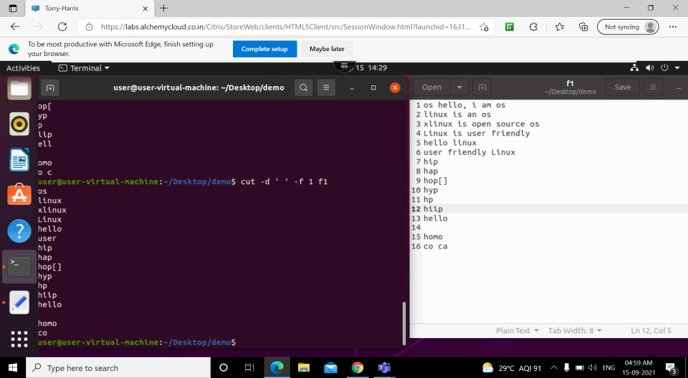 Torry-Harris
https://labs.alchemycloud.co.in/Citrix/StoreWeb/clients/HTML5Client/src/SessionWindow.html?launchid=1631...
Not syncing
To be most productive with Microsoft Edge, finish setting up
your browser.
Complete setup
Maybe later
Activities
Terminal
15 14:29
user@user-virtual-machine: ~/Desktop/demo
op[
yp
p
iip
ell
omo
o c
user@user-virtual-machine:~/Desktop/demo$ cut -d ' ' -f 1 f1
os
linux
xlinux
Linux
hello
user
hip
hap
hop[]
hyp
hp
hiip
hello
homo
co
user@user-virtual-machine:~/Desktop/demo$
Open
f1
~/Desktop/demo
Save
1 os hello, i am os
2 linux is an os
3 xlinux is open source os
4 Linux is user friendly
5 hello linux
6 user friendly Linux
7 hip
8 hap
9 hop[]
10 hyp
11 hp
12 hiip
13 hello
14
15 homo
16 co ca
Plain Text
Tab Width: 8
Ln 12, Col 5
Type here to search
29°C AQI 91
ENG
04:59 AM
15-09-2021
3